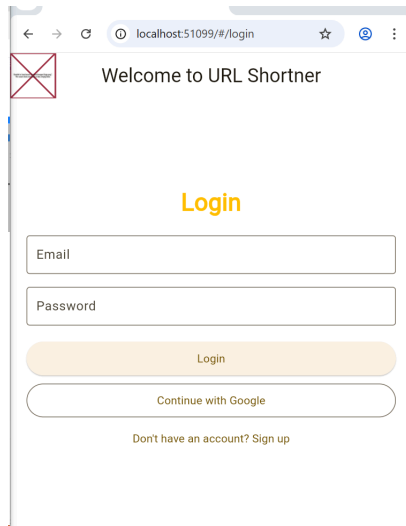 localhost:51099/#/login
Welcome to URL Shortner
Login
Email
Password
Login
Continue with Google
Don't have an account? Sign up